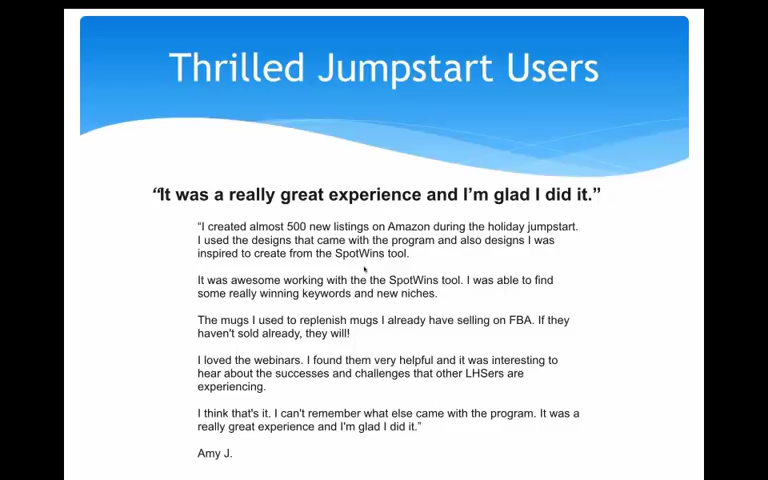 Thrilled Jumpstart Users
“It was a really great experience and I’m glad I did it.”
“I created almost 500 new listings on Amazon during the holiday jumpstart.
I used the designs that came with the program and also designs I was
inspired to create from the SpotWins tool.
It was awesome working with the the SpotWins tool. I was able to find
some really winning keywords and new niches.
The mugs I used to replenish mugs I already have selling on FBA. If they
haven't sold already, they will!
I loved the webinars. I found them very helpful and it was interesting to
hear about the successes and challenges that other LHSers are
experiencing.
I think that's it. I can't remember what else came with the program. It was a
really great experience and I'm glad I did it.”
Amy J.